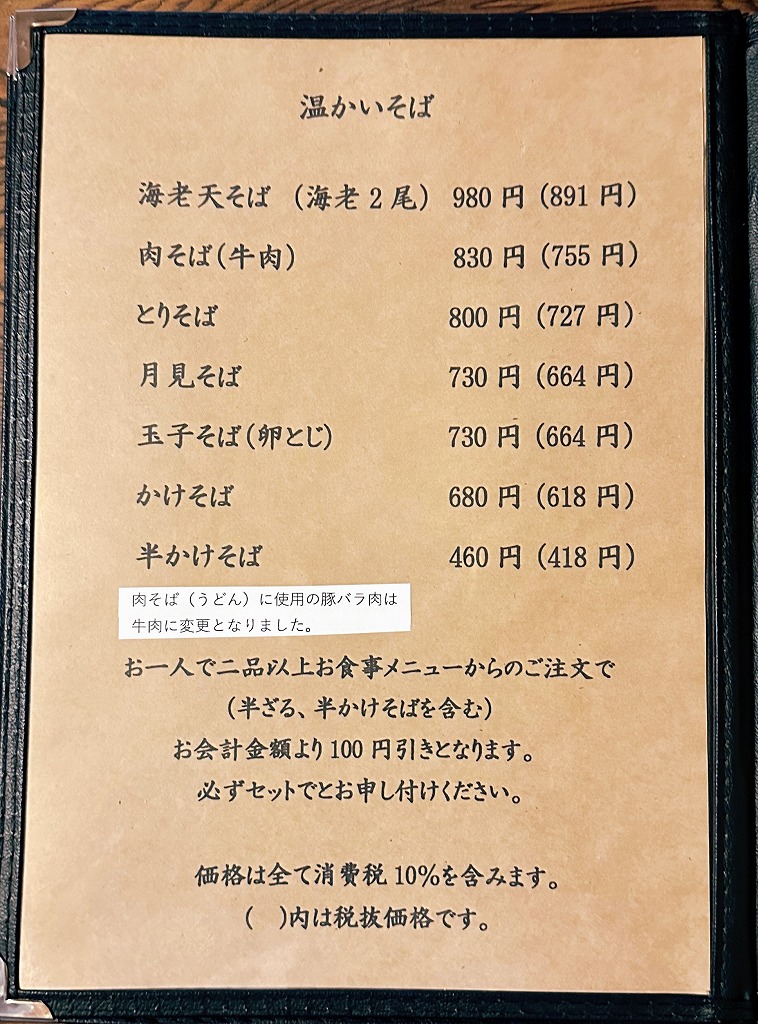 温かいそば
海老天そば (海老2尾) 980円 (891円)
肉そば(牛肉) 830円 (755円)
とりそば 800円 (727円)
月見そば 730円 (664円)
玉子そば(卵とじ) 730円 (664円)
かけそば 680円 (618円)
半かけそば 460円 (418円)
肉そば（うどん）に使用の豚バラ肉は
牛肉に変更となりました。
お一人で二品以上お食事メニューからのご注文で
(半ざる、半かけそばを含む)
お会計金額より100円引きとなります。
必ずセットでとお申し付けください。
価格は全て消費税10%を含みます。
( )内は税抜価格です。